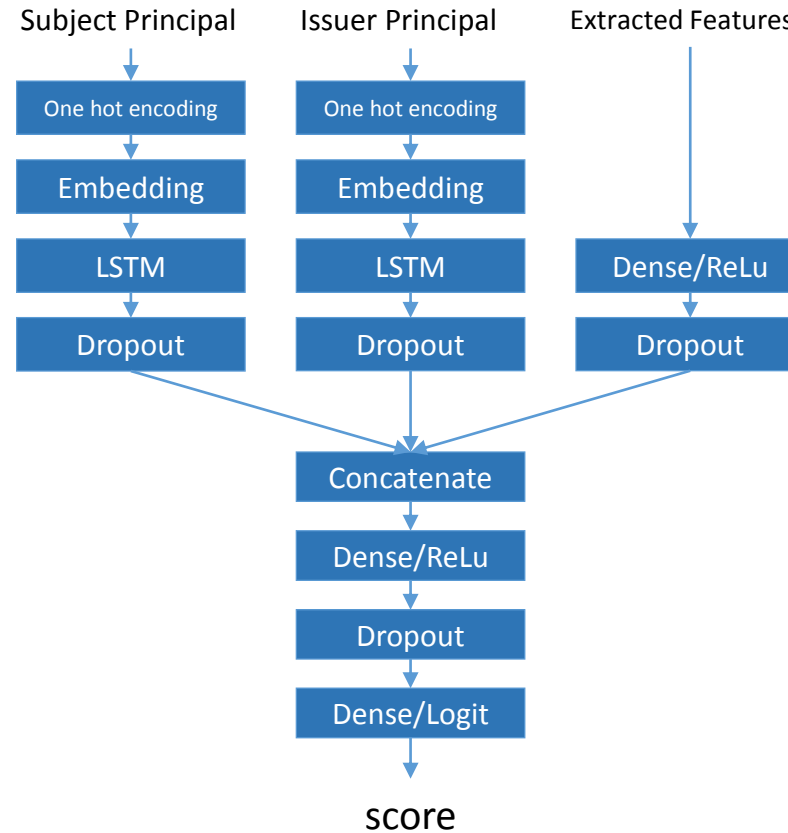 Subject Principal
Issuer Principal
Extracted Features
One hot encoding
One hot encoding
Embedding
Embedding
LSTM
LSTM
Dense/ReLu
Dropout
Dropout
Dropout
Concatenate
Dense/ReLu
Dropout
Dense/Logit
score